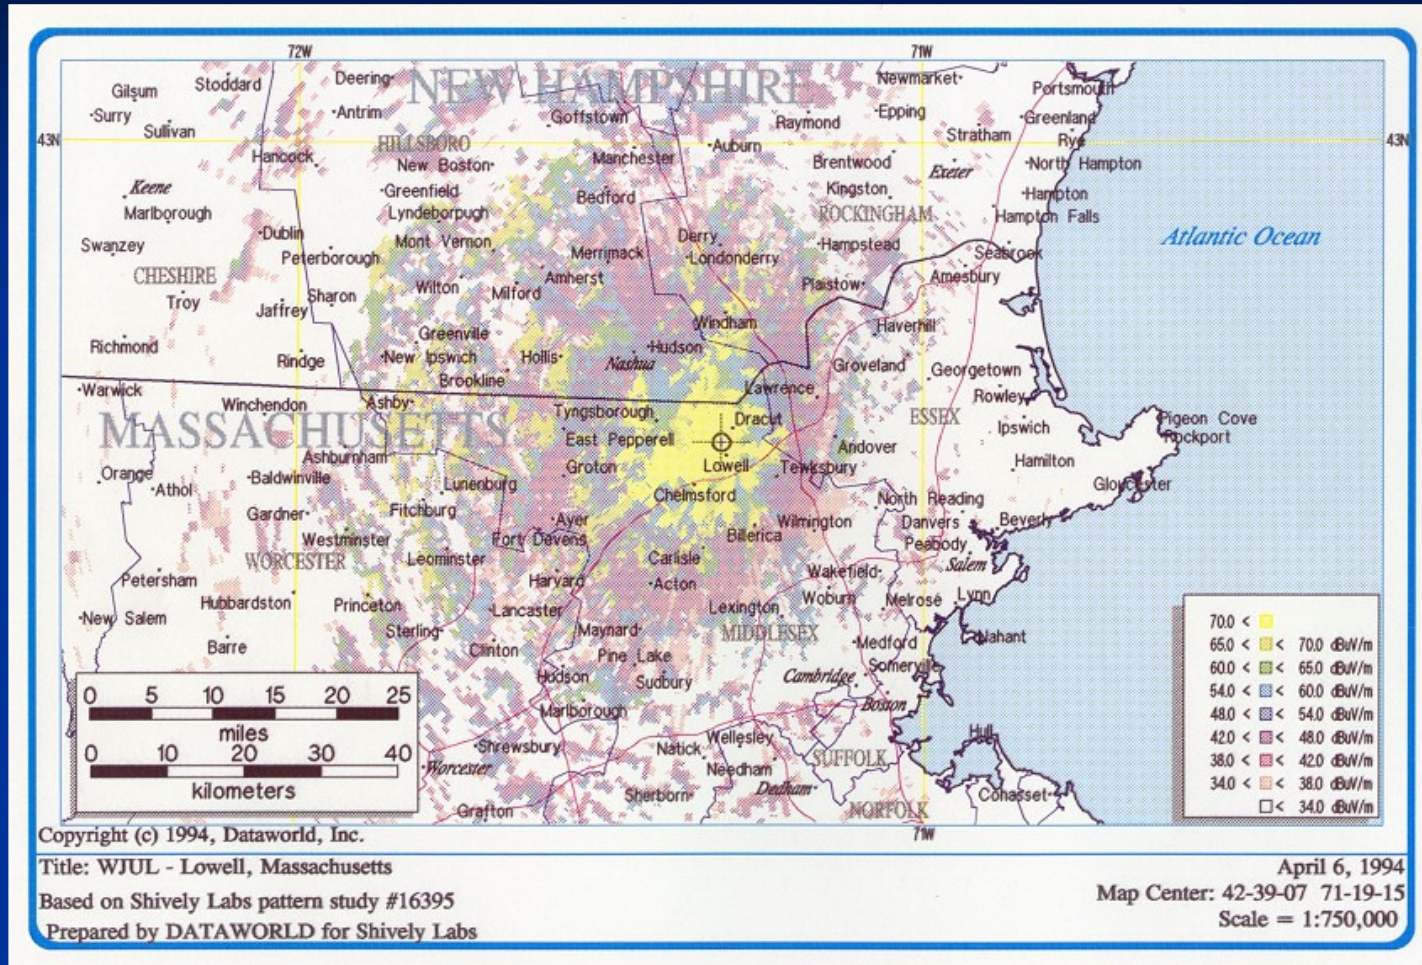 72W
71W
NEW HAMPSHIRE
Gilsum
Stoddard
Deering
Newmarket
Portsmouth
Surry
Sullivan
Antrim
Goffstown
Raymond
Epping
Stratham
Greenland
Rye
43N
43N
HILLSBORO
Hancock
New Boston
Manchester
Auburn
Brentwood
Exeter
North Hampton
Keene
Marlborough
Greenfield
Lyndeborpugh
Bedford
Kingston
ROCKINGHAM
Hampton
Hampton Falls
Swanzey
Dublin
Peterborough
Mont Vernon
Merrimack
Derry
Londonderry
Hampstead
Seabrook
Atlantic Ocean
CHESHIRE
Troy
Jaffrey
Sharon
Wilton
Milford
Amherst
Plaistow
Amesbury
Richmond
Rindge
Greenville
New Ipswich
Hollis
Nashua
Hudson
Windham
Haverhill
Groveland
Georgetown
Brookline
Warwick
Winchendon
Ashby
Tyngsborough
Lawrence
Dracut
Rowley
MASSACHUSETTS
ESSEX
Ipswich
Pigeon Cove
Rockport
East Pepperell
Andover
Hamilton
Orange
Athol
Baldwinville
Ashburnham
Lunenburg
Groton
Lowell
Tewksbury
Gloucester
Chelmsford
North Reading
Gardner
Westminster
Fitchburg
Ayer
Fort Devens
Wilmington
Billerica
Danvers
Beverly
Peabody
WORCESTER
Leominster
Carlisle
Salem
Petersham
Harvard
Acton
Wakefield
Hubbardston
Princeton
Lancaster
Lexington
Woburn
Melrose
Lynn
New Salem
Barre
Sterling
Clinton
Maynard
MIDDLESEX
Medford
Nahant
Pine Lake
Somerville
Hudson
Sudbury
Cambridge
Boston
Marlborough
Shrewsbury
Natick
Wellesley
Hull
Worcester
Needham
SUFFOLK
Grafton
Sherborn
Dedham
NORFOLK
Cohasset
71W
0 5 10 15 20 25
miles
0 10 20 30 40
kilometers
70.0 <
65.0 < < 70.0 dBuV/m
60.0 < < 65.0 dBuV/m
54.0 < < 60.0 dBuV/m
48.0 < < 54.0 dBuV/m
42.0 < < 48.0 dBuV/m
38.0 < < 42.0 dBuV/m
34.0 < < 38.0 dBuV/m
< 34.0 dBuV/m
Copyright (c) 1994, Dataworld, Inc.
Title: WJUL - Lowell, Massachusetts
Based on Shively Labs pattern study #16395
Prepared by DATAWORLD for Shively Labs
April 6, 1994
Map Center: 42-39-07 71-19-15
Scale = 1:750,000